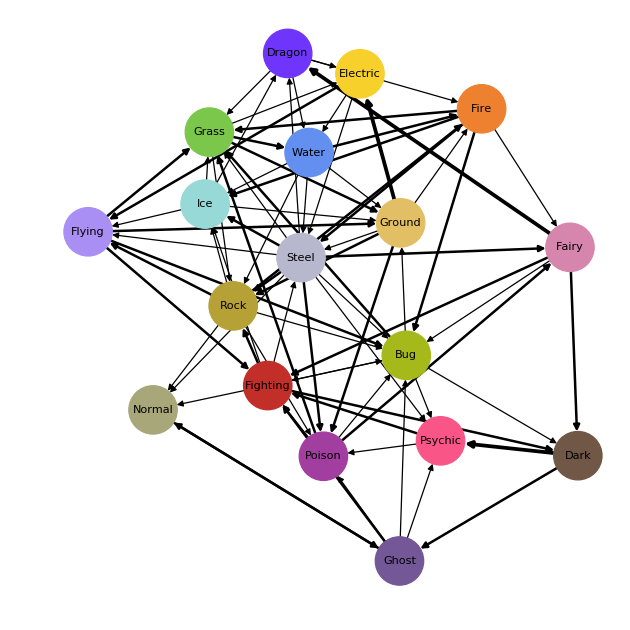 Dragon
Electric
Fire
Grass
Water
Ice
Flying
Ground
Fairy
Steel
Rock
Bug
Fighting
Normal
Psychic
Poison
Dark
Ghost